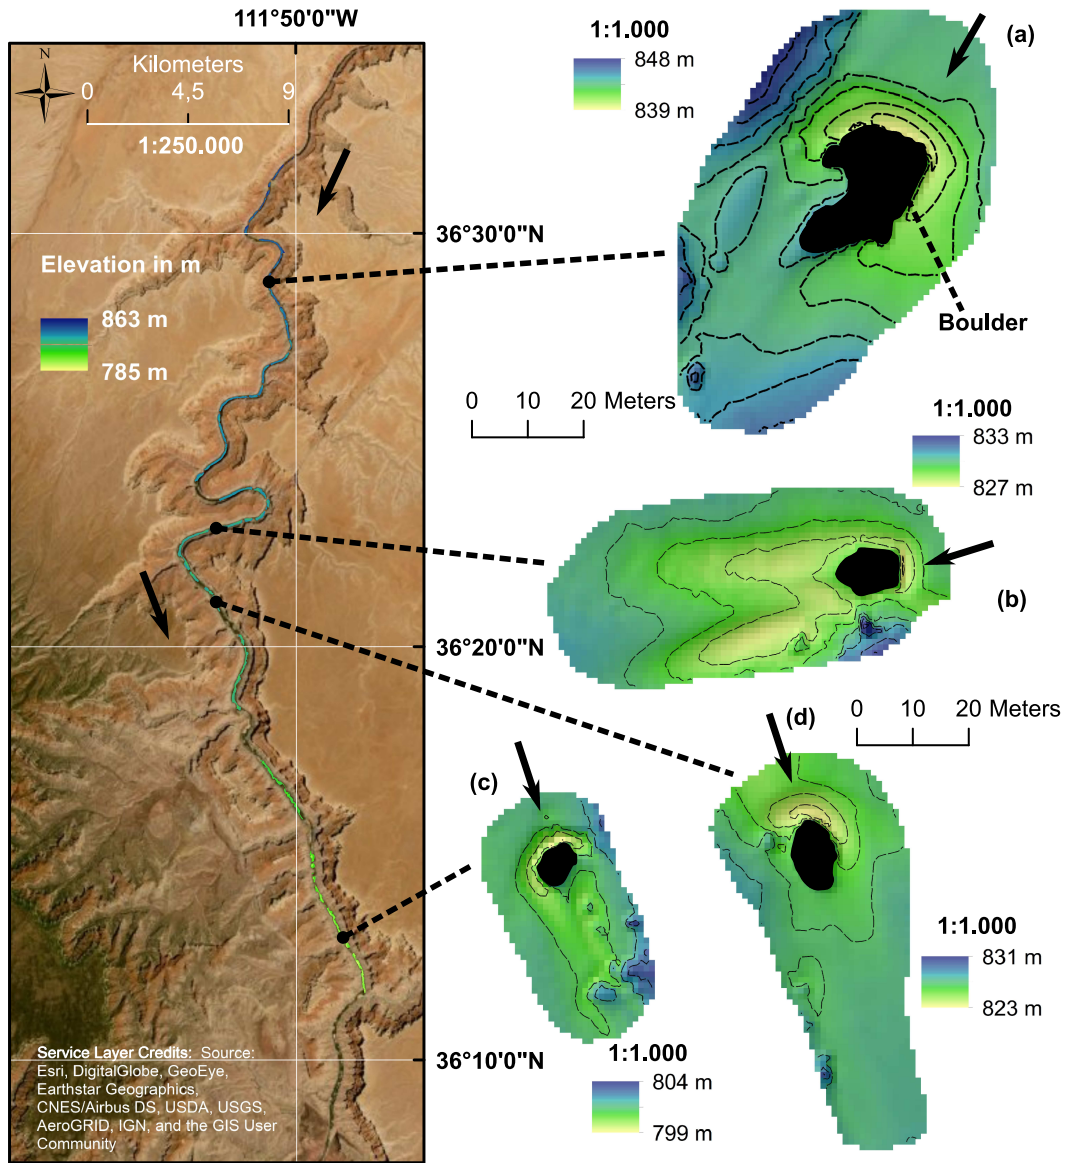 111°50'0"W
N
Kilometers
0 4,5 9
1:250.000
36°30'0"N
Elevation in m
863 m
785 m
36°20'0"N
36°10'0"N
Service Layer Credits: Source:
Esri, DigitalGlobe, GeoEye,
Earthstar Geographics,
CNES/Airbus DS, USDA, USGS,
AeroGRID, IGN, and the GIS User
Community
1:1.000
848 m
839 m
(a)
Boulder
0 10 20 Meters
1:1.000
833 m
827 m
(b)
(d)
0 10 20 Meters
(c)
1:1.000
831 m
823 m
1:1.000
804 m
799 m